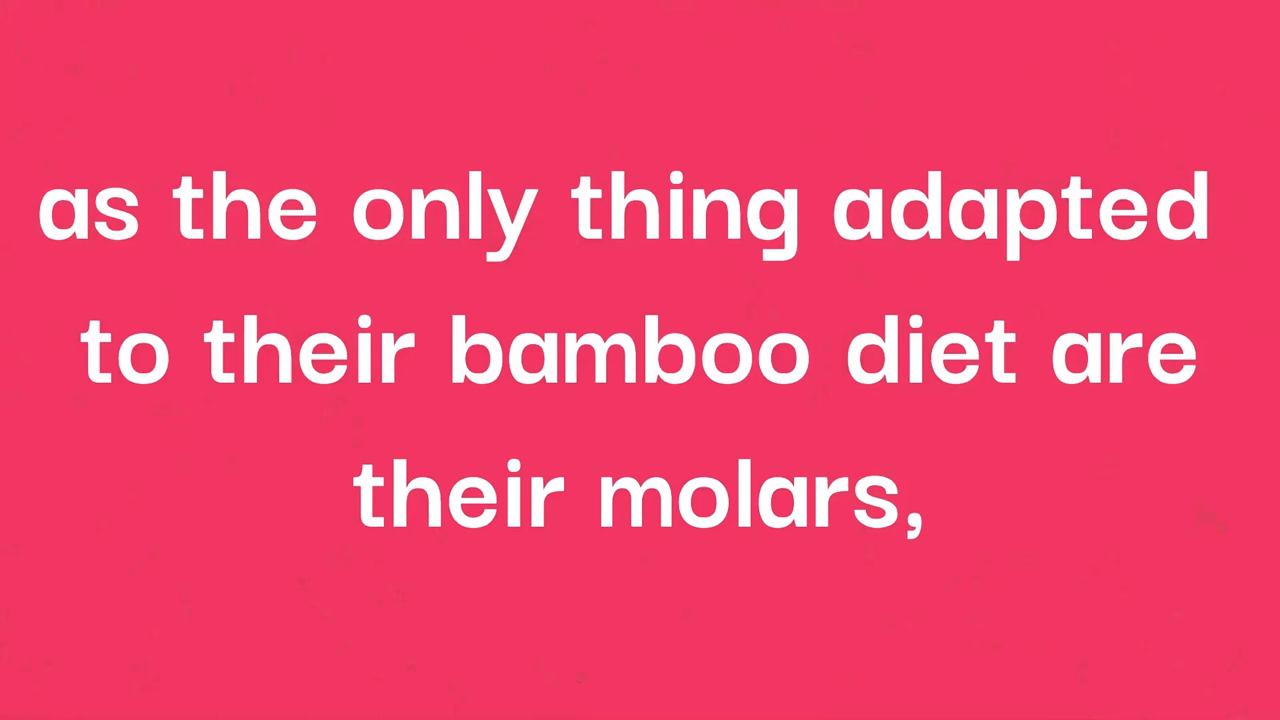 as the only thing adapted
to their bamboo diet are
their molars,